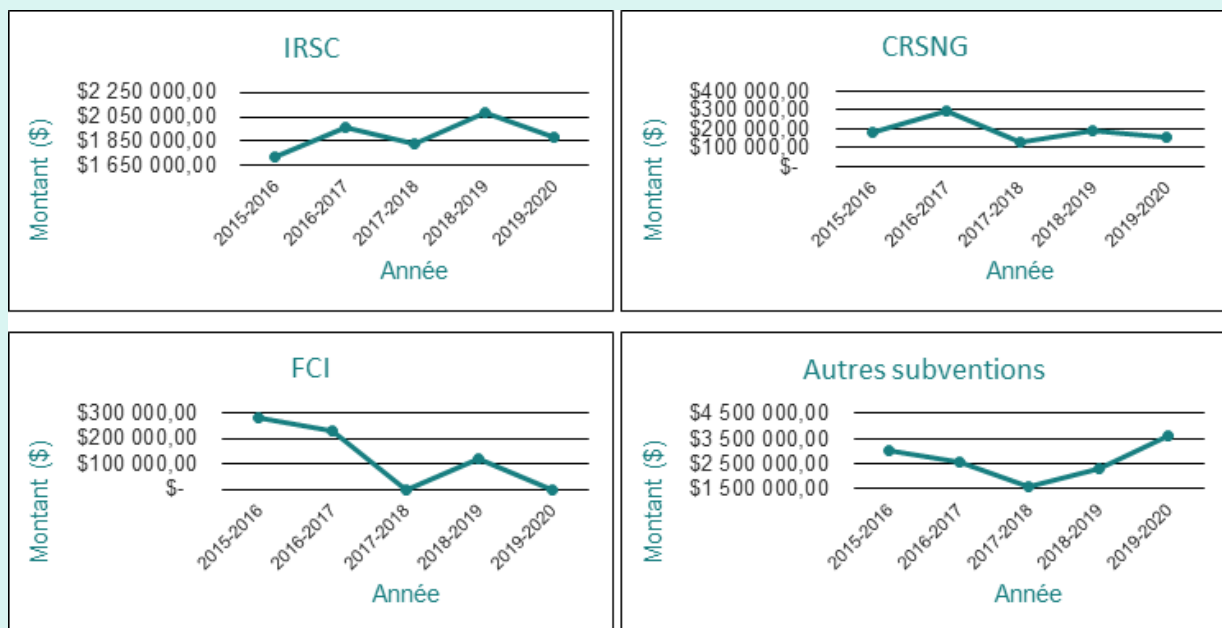 IRSC
Montant ($)
$2 250 000,00
$2 050 000,00
$1 850 000,00
$1 650 000,00
2015-2016
2016-2017
2017-2018
2018-2019
2019-2020
Année
CRSNG
Montant ($)
$400 000,00
$300 000,00
$200 000,00
$100 000,00
$-
2015-2016
2016-2017
2017-2018
2018-2019
2019-2020
Année
FCI
Montant ($)
$300 000,00
$200 000,00
$100 000,00
$-
2015-2016
2016-2017
2017-2018
2018-2019
2019-2020
Année
Autres subventions
Montant ($)
$4 500 000,00
$3 500 000,00
$2 500 000,00
$1 500 000,00
2015-2016
2016-2017
2017-2018
2018-2019
2019-2020
Année